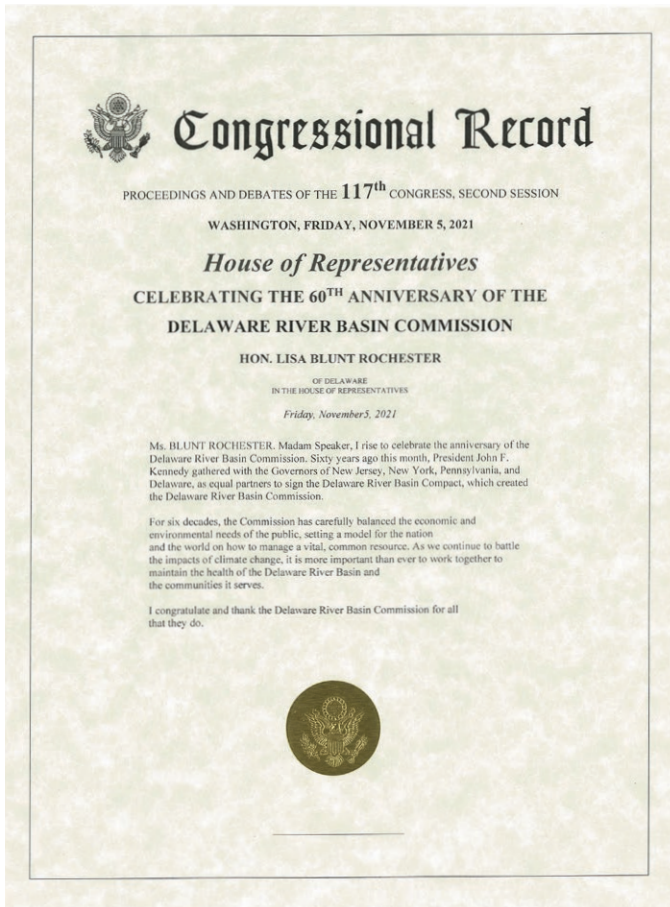 Congressional Record
PROCEEDINGS AND DEBATES OF THE 117th CONGRESS, SECOND SESSION
WASHINGTON, FRIDAY, NOVEMBER 5, 2021
House of Representatives
CELEBRATING THE 60TH ANNIVERSARY OF THE
DELAWARE RIVER BASIN COMMISSION
HON. LISA BLUNT ROCHESTER
OF DELAWARE
IN THE HOUSE OF REPRESENTATIVES
Friday, November5, 2021
Ms. BLUNT ROCHESTER. Madam Speaker, I rise to celebrate the anniversary of the
Delaware River Basin Commission. Sixty years ago this month, President John F.
Kennedy gathered with the Governors of New Jersey, New York, Pennsylvania, and
Delaware, as equal partners to sign the Delaware River Basin Compact, which created
the Delaware River Basin Commission.
For six decades, the Commission has carefully balanced the economic and
environmental needs of the public, setting a model for the nation
and the world on how to manage a vital, common resource. As we continue to battle
the impacts of climate change, it is more important than ever to work together to
maintain the health of the Delaware River Basin and
the communities it serves.
I congratulate and thank the Delaware River Basin Commission for all
that they do.